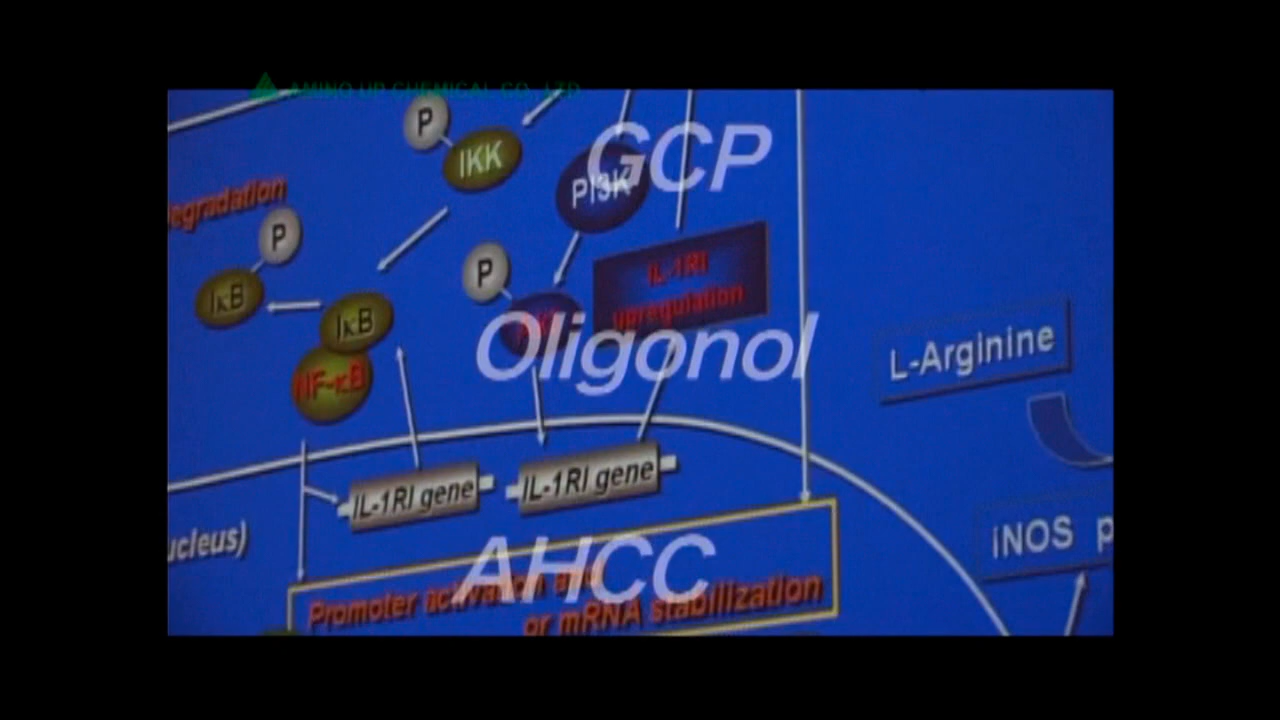 AMINO UP CHEMICAL CO., LTD.
P
IKK
GCP
PI3K
egradation
P
IκB
P
IL-1RI
upregulation
IκB
NF-κB
Oligonol
L-Arginine
IL-1RI gene
IL-1RI gene
ucleus)
iNOS p
AHCC
Promoter activation
or mRNA stabilization